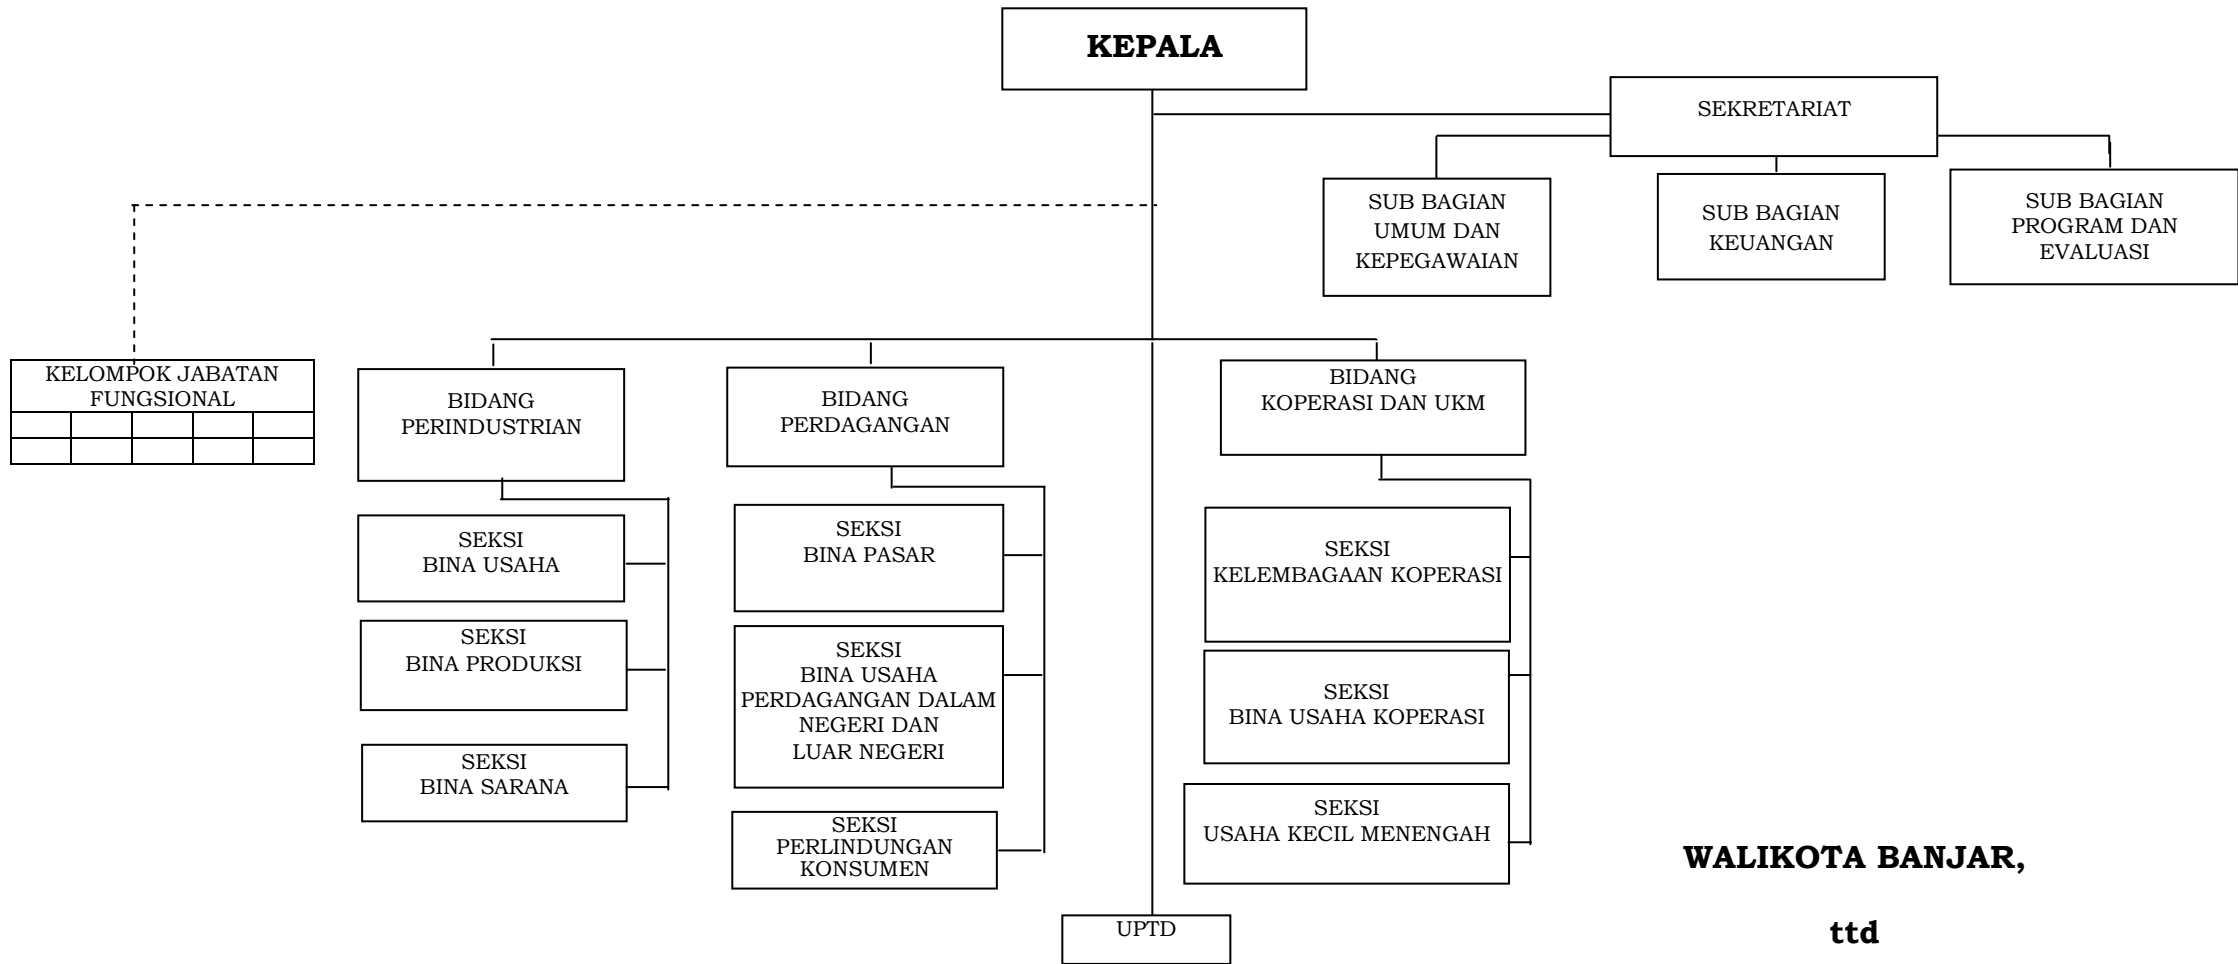 KEPALA
SEKRETARIAT
SUB BAGIAN
UMUM DAN
KEPEGAWAIAN
SUB BAGIAN
KEUANGAN
SUB BAGIAN
PROGRAM DAN
EVALUASI
KELOMPOK JABATAN
FUNGSIONAL
BIDANG
PERINDUSTRIAN
SEKSI
BINA USAHA
SEKSI
BINA PRODUKSI
SEKSI
BINA SARANA
BIDANG
PERDAGANGAN
SEKSI
BINA PASAR
SEKSI
BINA USAHA
PERDAGANGAN DALAM
NEGERI DAN
LUAR NEGERI
SEKSI
PERLINDUNGAN
KONSUMEN
BIDANG
KOPERASI DAN UKM
SEKSI
KELEMBAGAAN KOPERASI
SEKSI
BINA USAHA KOPERASI
SEKSI
USAHA KECIL MENENGAH
UPTD
WALIKOTA BANJAR,
ttd